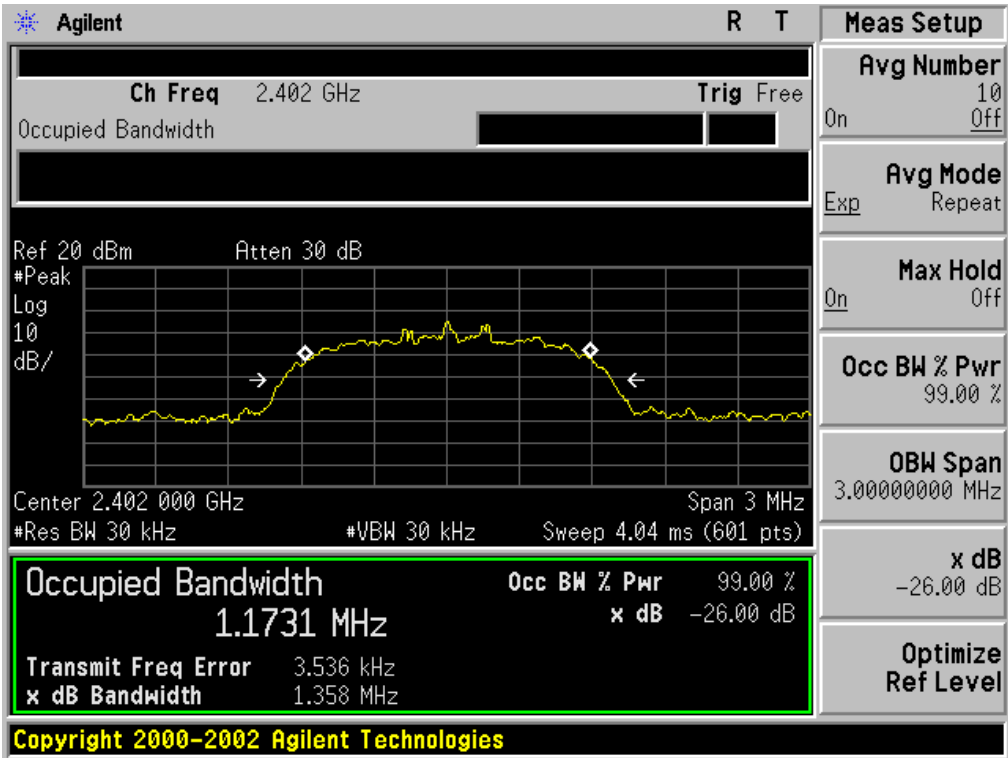 Agilent R T
Ch Freq 2.402 GHz Trig Free
Occupied Bandwidth
Ref 20 dBm Atten 30 dB
#Peak
Log
10
dB/
Center 2.402 000 GHz Span 3 MHz
#Res BW 30 kHz #VBW 30 kHz Sweep 4.04 ms (601 pts)
Occupied Bandwidth Occ BW % Pwr 99.00 %
1.1731 MHz x dB -26.00 dB
Transmit Freq Error 3.536 kHz
x dB Bandwidth 1.358 MHz
Copyright 2000-2002 Agilent Technologies
Meas Setup
Avg Number
10
On Off
Avg Mode
Exp Repeat
Max Hold
On Off
Occ BW % Pwr
99.00 %
OBW Span
3.00000000 MHz
x dB
-26.00 dB
Optimize
Ref Level